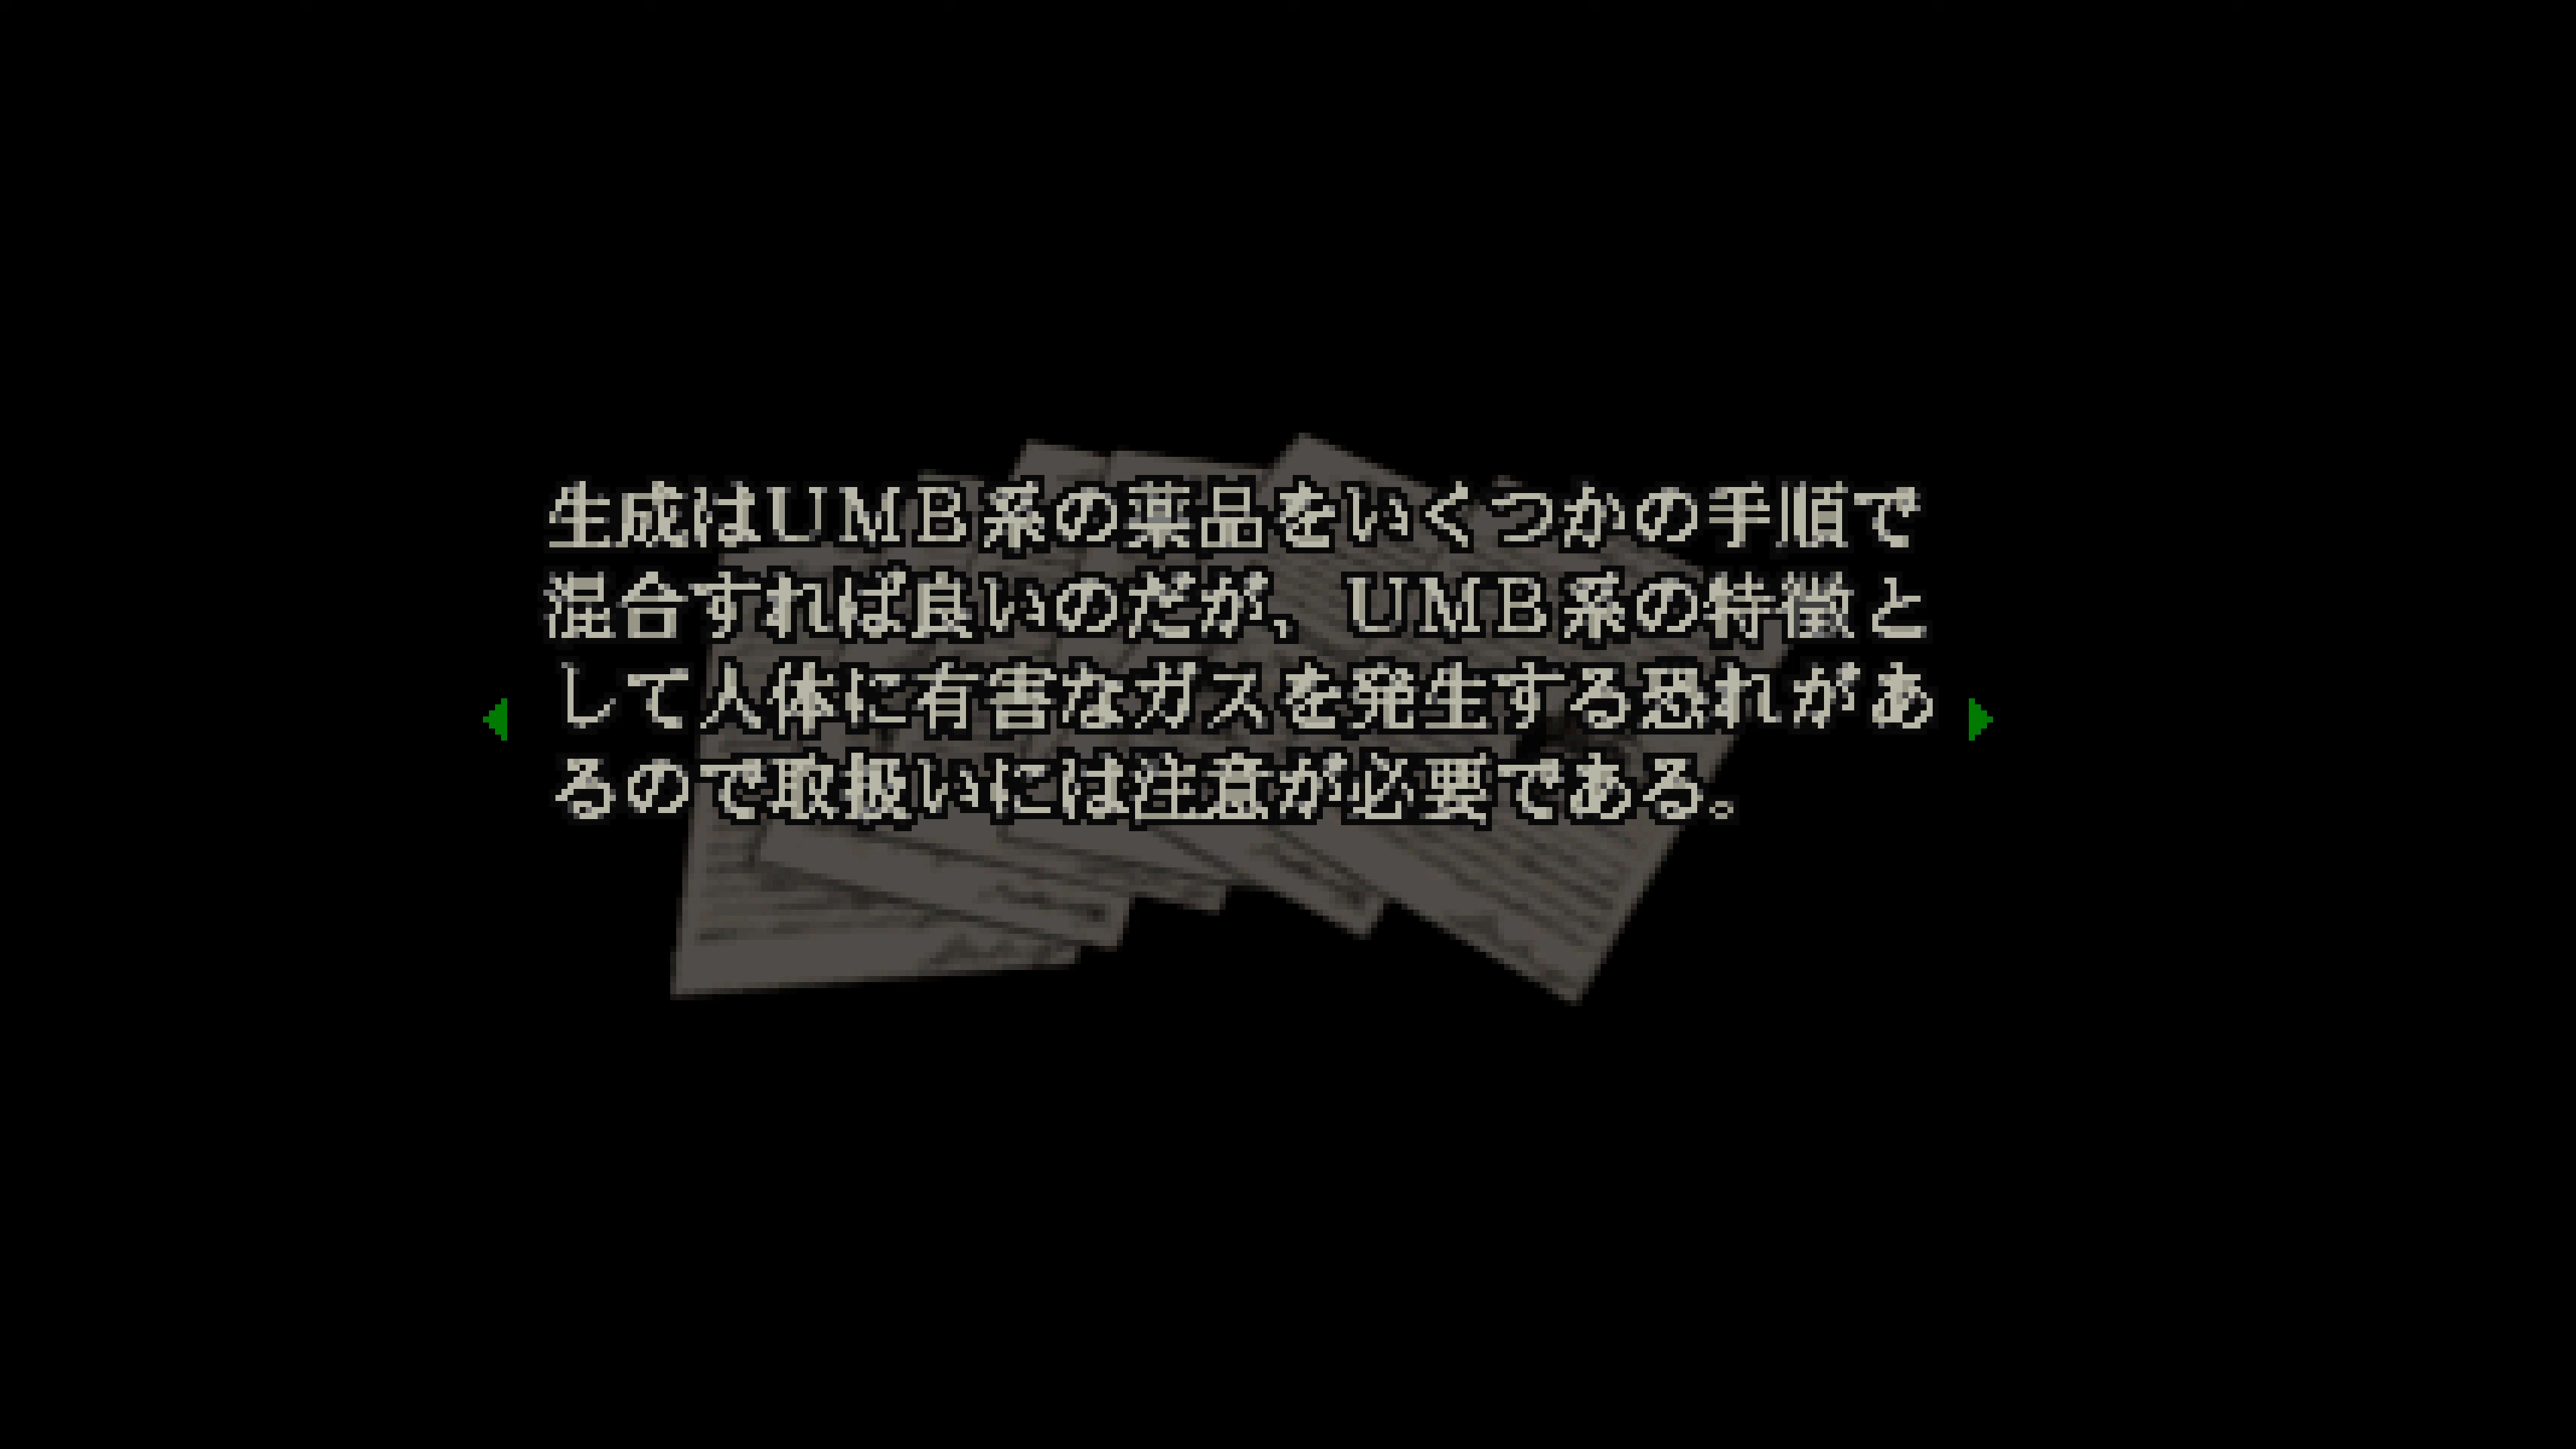 生成はＵＭＢ系の薬品をいくつかの手順で
混合すれば良いのだが、ＵＭＢ系の特徴と
して人体に有害なガスを発生する恐れがあ
るので取扱いには注意が必要である。